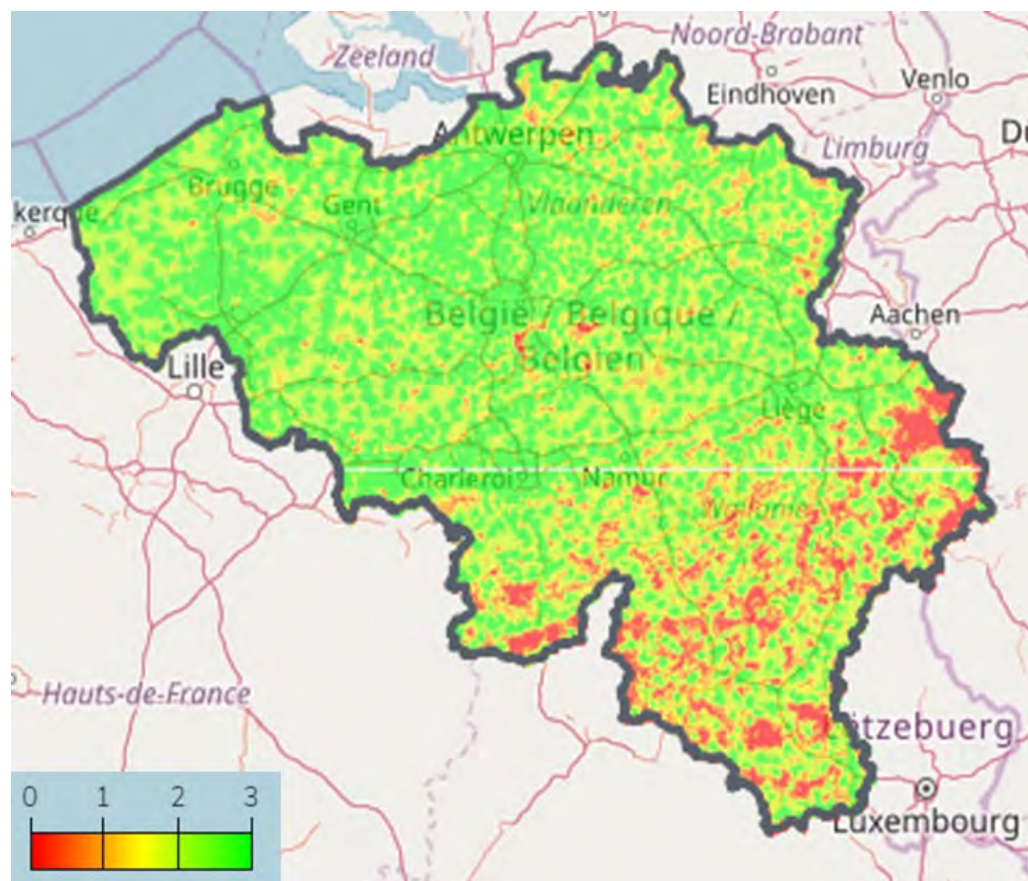 Noord-Brabant
Zeeland
Venlo
Eindhoven
Antwerpen
Limburg
Brugge
Vlaanderen
Gent
kerque
België / Belgique /
Belgien
Aachen
Lille
Liège
Charleroi
Namur
Wallonie
Hauts-de-France
ëtzebuerg
Luxembourg
0 1 2 3